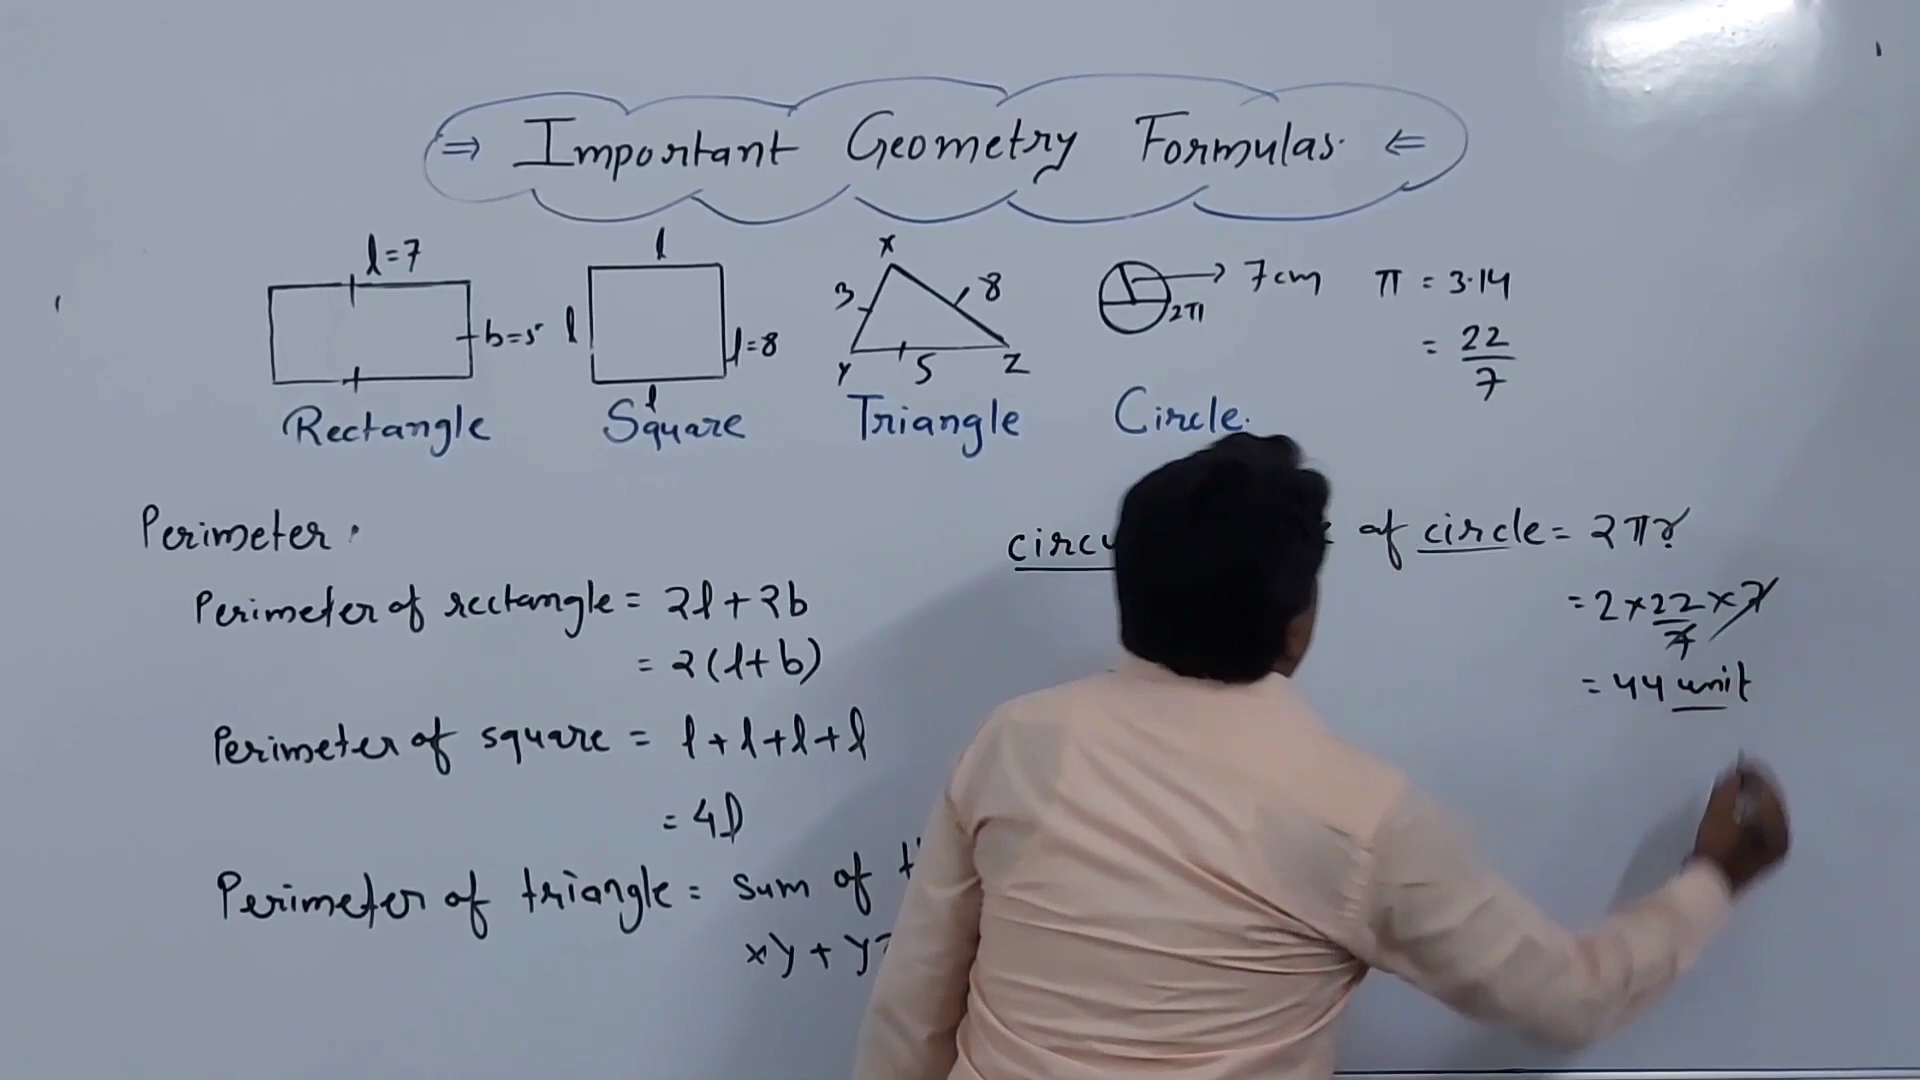 ⇒ Important Geometry Formulas. ⇐
l=7
b=5
Rectangle
l
l
l=8
l
Square
X
3
8
Y
5
Z
Triangle
7cm
2π
Circle.
π = 3.14
= 22/7
Perimeter.
Perimeter of rectangle = 2l+2b
= 2(l+b)
Perimeter of square = l+l+l+l
= 4l
Perimeter of triangle = sum of
xy +
of circle = 2πr
= 2×22/7×7
= 44 unit